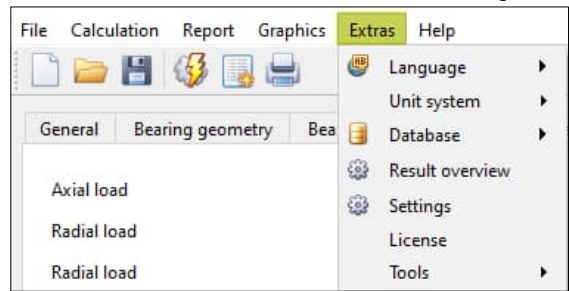 File Calculation Report Graphics Extras Help
Language
Unit system
General Bearing geometry Bea
Database
Result overview
Axial load
Settings
Radial load
License
Radial load
Tools